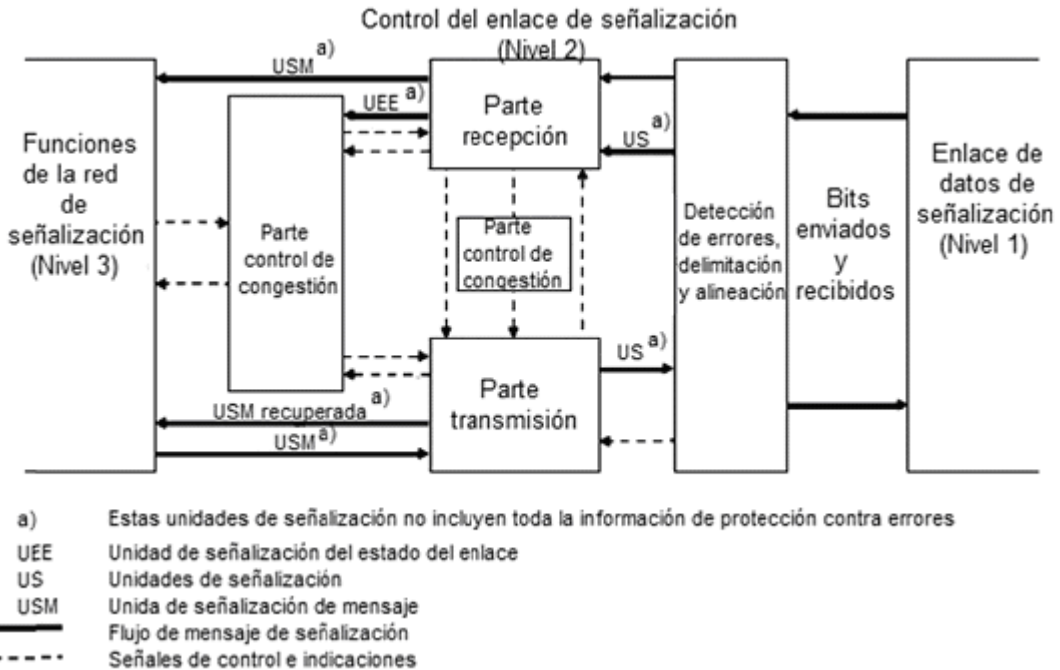 Control del enlace de señalización
(Nivel 2)
USM a)
UEE a)
Parte
recepción
US a)
Funciones
de la red
de
señalización
(Nivel 3)
Parte
control de
congestión
Parte
control de
congestión
Detección
de errores,
delimitación
y alineación
Bits
enviados
y
recibidos
Enlace de
datos de
señalización
(Nivel 1)
US a)
Parte
transmisión
USM recuperada a)
USM a)
a) Estas unidades de señalización no incluyen toda la información de protección contra errores
UEE Unidad de señalización del estado del enlace
US Unidades de señalización
USM Unida de señalización de mensaje
Flujo de mensaje de señalización
Señales de control e indicaciones